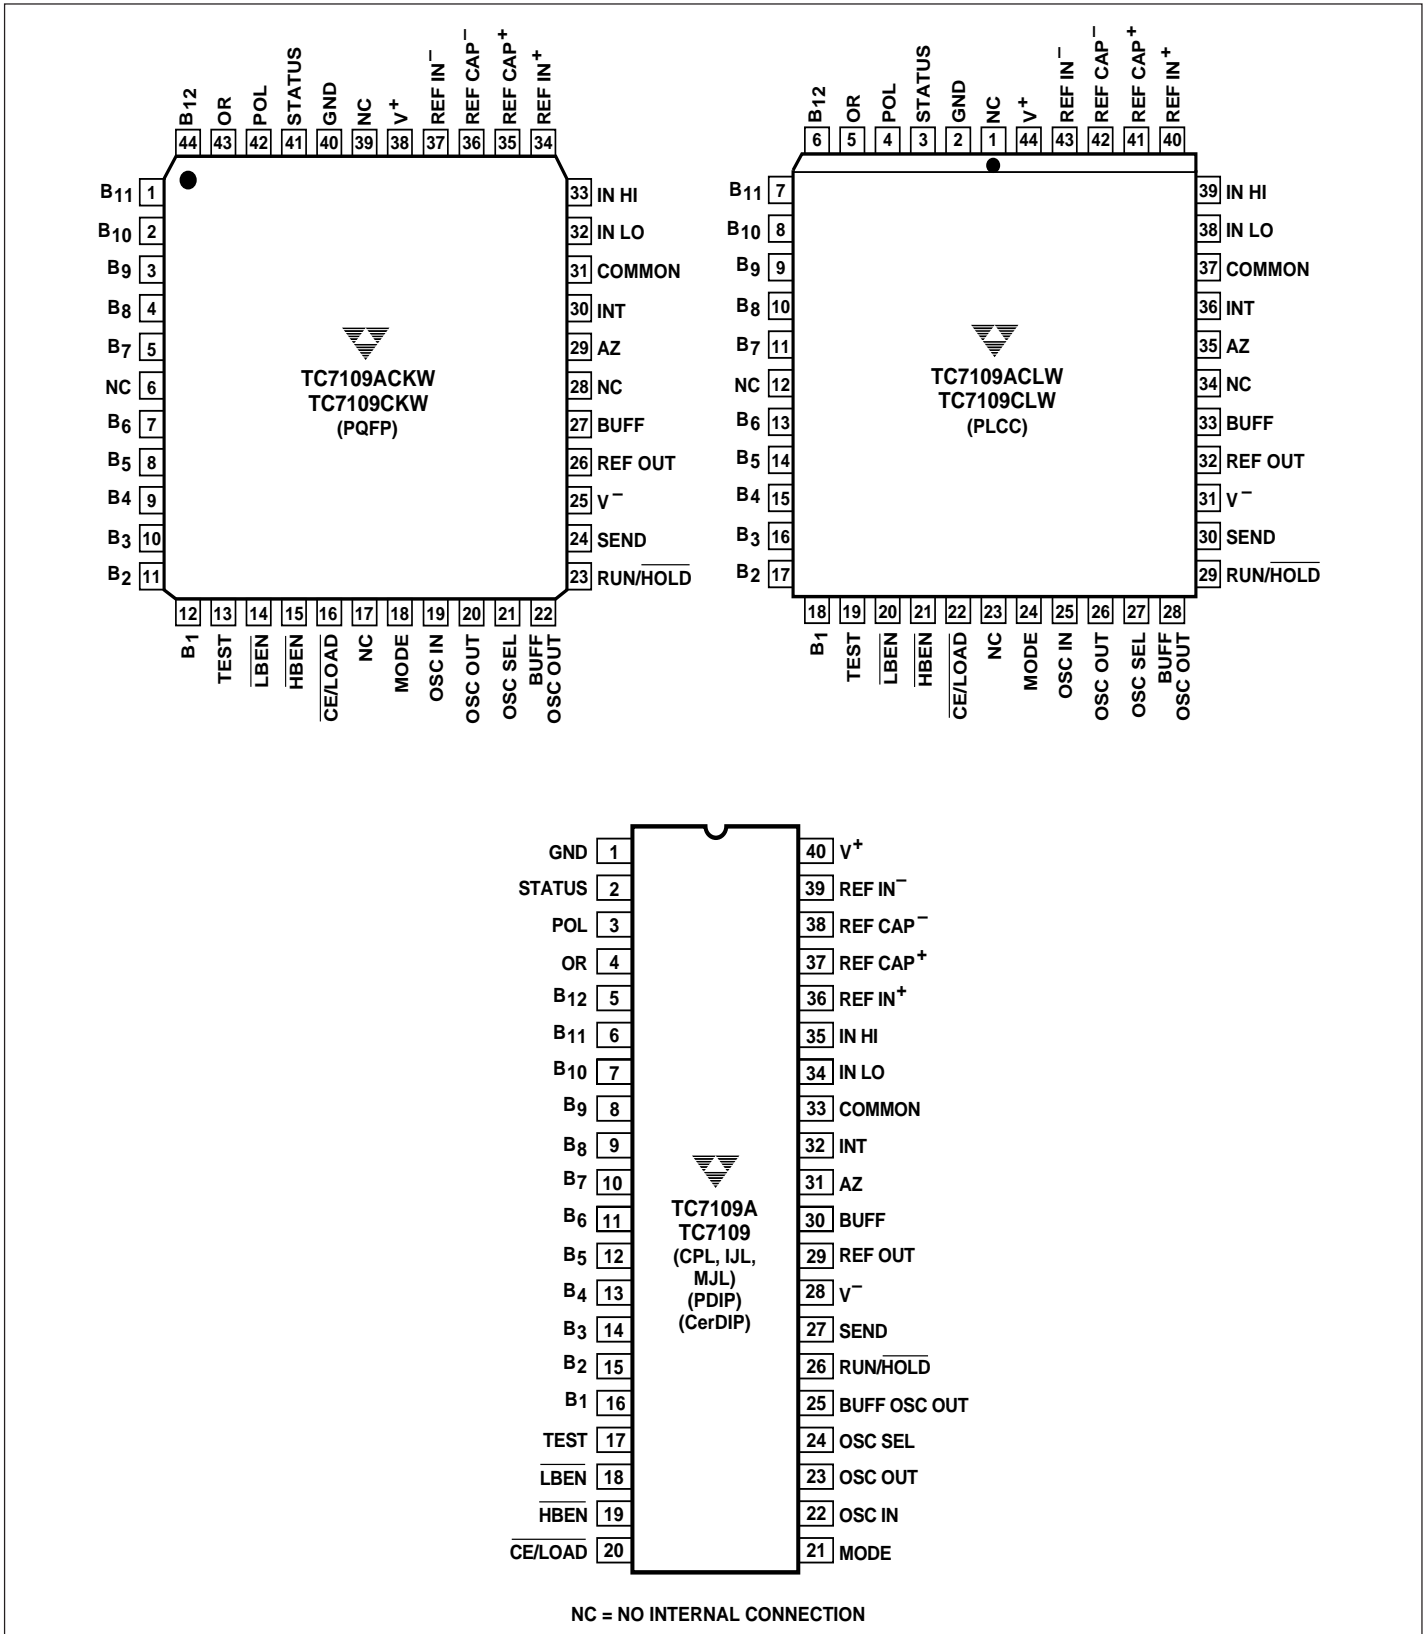 B12 OR POL STATUS GND NC V+ REF IN– REF CAP– REF CAP+ REF IN+
44 43 42 41 40 39 38 37 36 35 34
B11 1 33 IN HI
B10 2 32 IN LO
B9 3 31 COMMON
B8 4 30 INT
B7 5 29 AZ
NC 6 28 NC
B6 7 27 BUFF
B5 8 26 REF OUT
B4 9 25 V–
B3 10 24 SEND
B2 11 23 RUN/H̅O̅L̅D̅
TC7109ACKW
TC7109CKW
(PQFP)
12 13 14 15 16 17 18 19 20 21 22
B1 TEST L̅B̅E̅N̅ H̅B̅E̅N̅ C̅E̅/̅L̅O̅A̅D̅ NC MODE OSC IN OSC OUT OSC SEL BUFF OSC OUT
B12 OR POL STATUS GND NC V+ REF IN– REF CAP– REF CAP+ REF IN+
6 5 4 3 2 1 44 43 42 41 40
B11 7 39 IN HI
B10 8 38 IN LO
B9 9 37 COMMON
B8 10 36 INT
B7 11 35 AZ
NC 12 34 NC
B6 13 33 BUFF
B5 14 32 REF OUT
B4 15 31 V–
B3 16 30 SEND
B2 17 29 RUN/H̅O̅L̅D̅
TC7109ACLW
TC7109CLW
(PLCC)
18 19 20 21 22 23 24 25 26 27 28
B1 TEST L̅B̅E̅N̅ H̅B̅E̅N̅ C̅E̅/̅L̅O̅A̅D̅ NC MODE OSC IN OSC OUT OSC SEL BUFF OSC OUT
GND 1 40 V+
STATUS 2 39 REF IN–
POL 3 38 REF CAP–
OR 4 37 REF CAP+
B12 5 36 REF IN+
B11 6 35 IN HI
B10 7 34 IN LO
B9 8 33 COMMON
B8 9 32 INT
B7 10 31 AZ
B6 11 30 BUFF
B5 12 29 REF OUT
B4 13 28 V–
B3 14 27 SEND
B2 15 26 RUN/H̅O̅L̅D̅
B1 16 25 BUFF OSC OUT
TEST 17 24 OSC SEL
L̅B̅E̅N̅ 18 23 OSC OUT
H̅B̅E̅N̅ 19 22 OSC IN
C̅E̅/̅L̅O̅A̅D̅ 20 21 MODE
TC7109A
TC7109
(CPL, IJL,
MJL)
(PDIP)
(CerDIP)
NC = NO INTERNAL CONNECTION